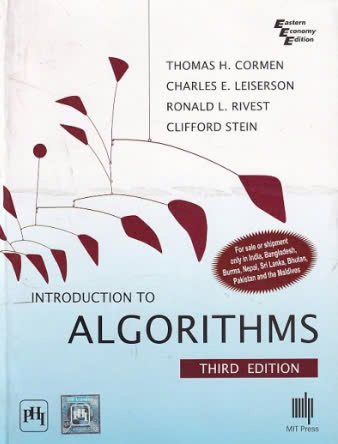 Eastern
Economy
Edition
THOMAS H. CORMEN
CHARLES E. LEISERSON
RONALD L. RIVEST
CLIFFORD STEIN
For sale or shipment
only in India, Bangladesh,
Burma, Nepal, Sri Lanka, Bhutan,
Pakistan and the Maldives
INTRODUCTION TO
ALGORITHMS
THIRD EDITION
PHI
MIT Press